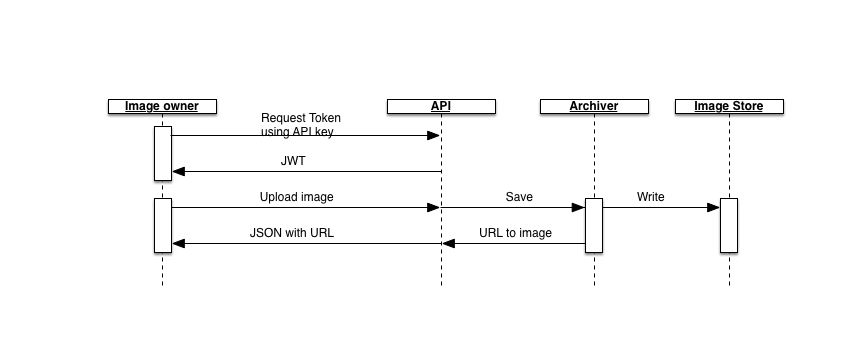 Image owner
API
Archiver
Image Store
Request Token
using API key
JWT
Upload image
Save
Write
JSON with URL
URL to image